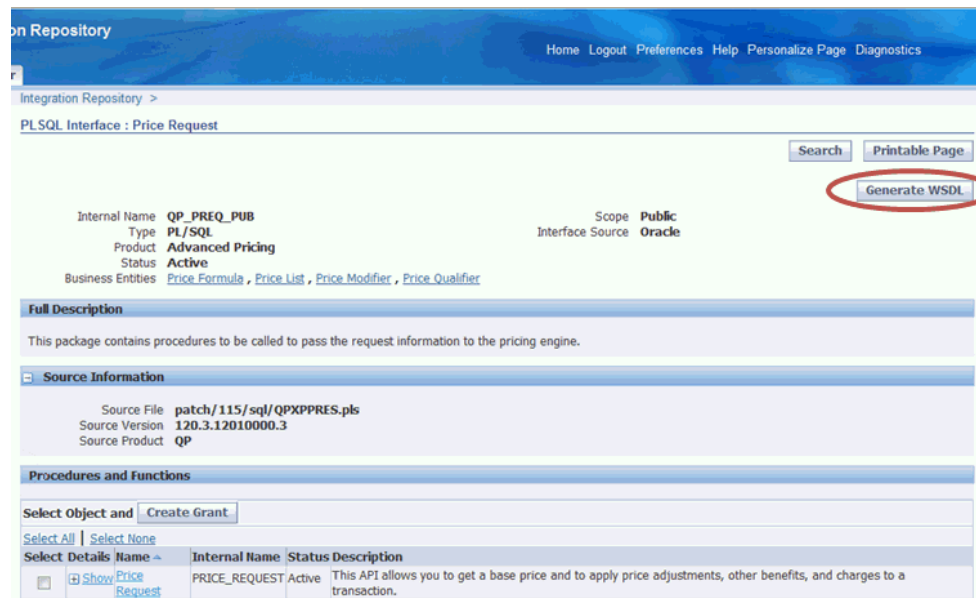 on Repository
Home Logout Preferences Help Personalize Page Diagnostics
r
Integration Repository >
PLSQL Interface : Price Request
Search Printable Page
Generate WSDL
Internal Name QP_PREQ_PUB Scope Public
Type PL/SQL Interface Source Oracle
Product Advanced Pricing
Status Active
Business Entities Price Formula , Price List , Price Modifier , Price Qualifier
Full Description
This package contains procedures to be called to pass the request information to the pricing engine.
Source Information
Source File patch/115/sql/QPXPPRES.pls
Source Version 120.3.12010000.3
Source Product QP
Procedures and Functions
Select Object and Create Grant
Select All | Select None
Select Details Name Internal Name Status Description
Show Price PRICE_REQUEST Active This API allows you to get a base price and to apply price adjustments, other benefits, and charges to a
Request transaction.